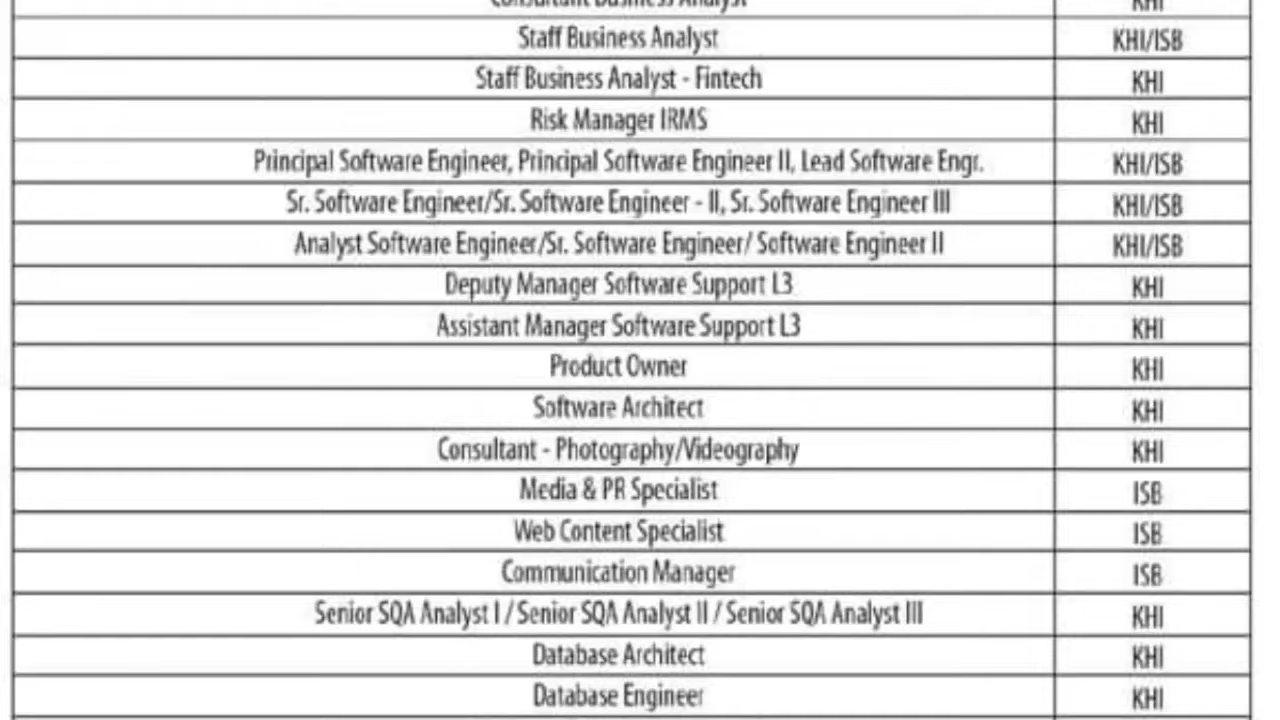 Consultant Business Analyst KHI
Staff Business Analyst KHI/ISB
Staff Business Analyst - Fintech KHI
Risk Manager IRMS KHI
Principal Software Engineer, Principal Software Engineer II, Lead Software Engr. KHI/ISB
Sr. Software Engineer/Sr. Software Engineer - II, Sr. Software Engineer III KHI/ISB
Analyst Software Engineer/Sr. Software Engineer/ Software Engineer II KHI/ISB
Deputy Manager Software Support L3 KHI
Assistant Manager Software Support L3 KHI
Product Owner KHI
Software Architect KHI
Consultant - Photography/Videography KHI
Media & PR Specialist ISB
Web Content Specialist ISB
Communication Manager ISB
Senior SQA Analyst I / Senior SQA Analyst II / Senior SQA Analyst III KHI
Database Architect KHI
Database Engineer KHI